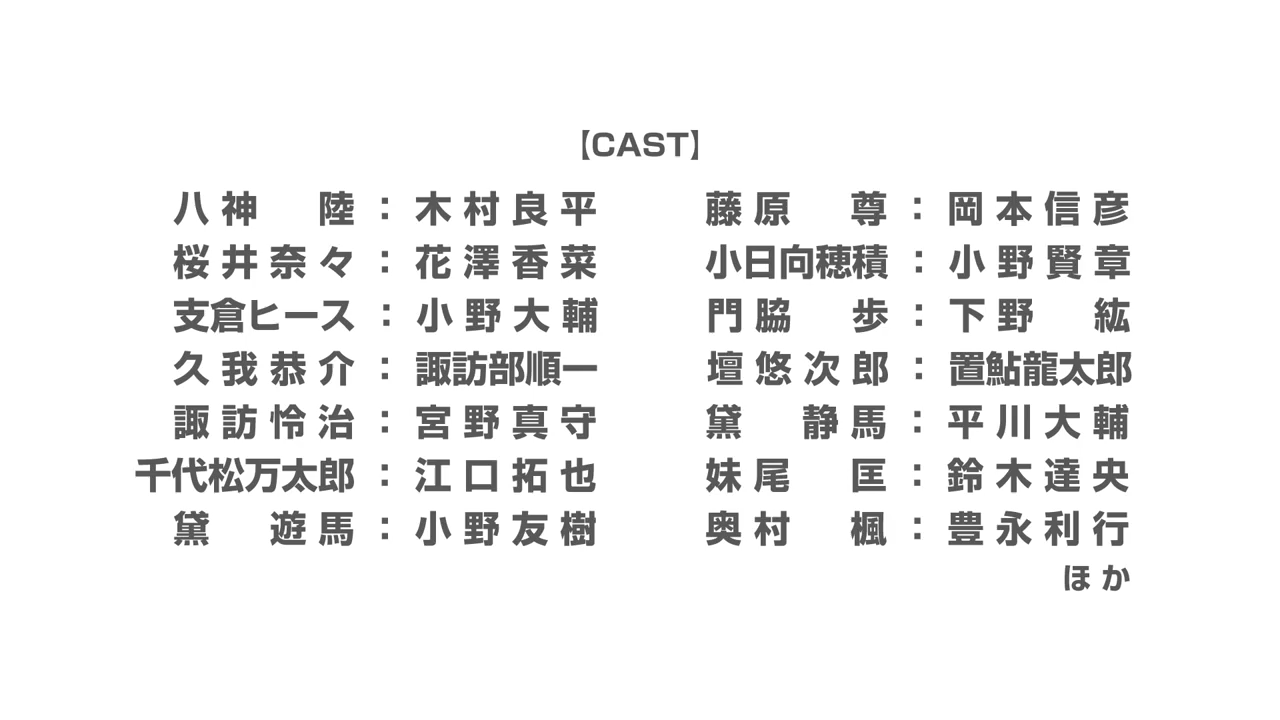 【CAST】
八神 陸：木村良平
桜井奈々：花澤香菜
支倉ヒース：小野大輔
久我恭介：諏訪部順一
諏訪怜治：宮野真守
千代松万太郎：江口拓也
黛 遊馬：小野友樹
藤原 尊：岡本信彦
小日向穂積：小野賢章
門脇 歩：下野 紘
壇悠次郎：置鮎龍太郎
黛 静馬：平川大輔
妹尾 匡：鈴木達央
奥村 楓：豊永利行
ほか